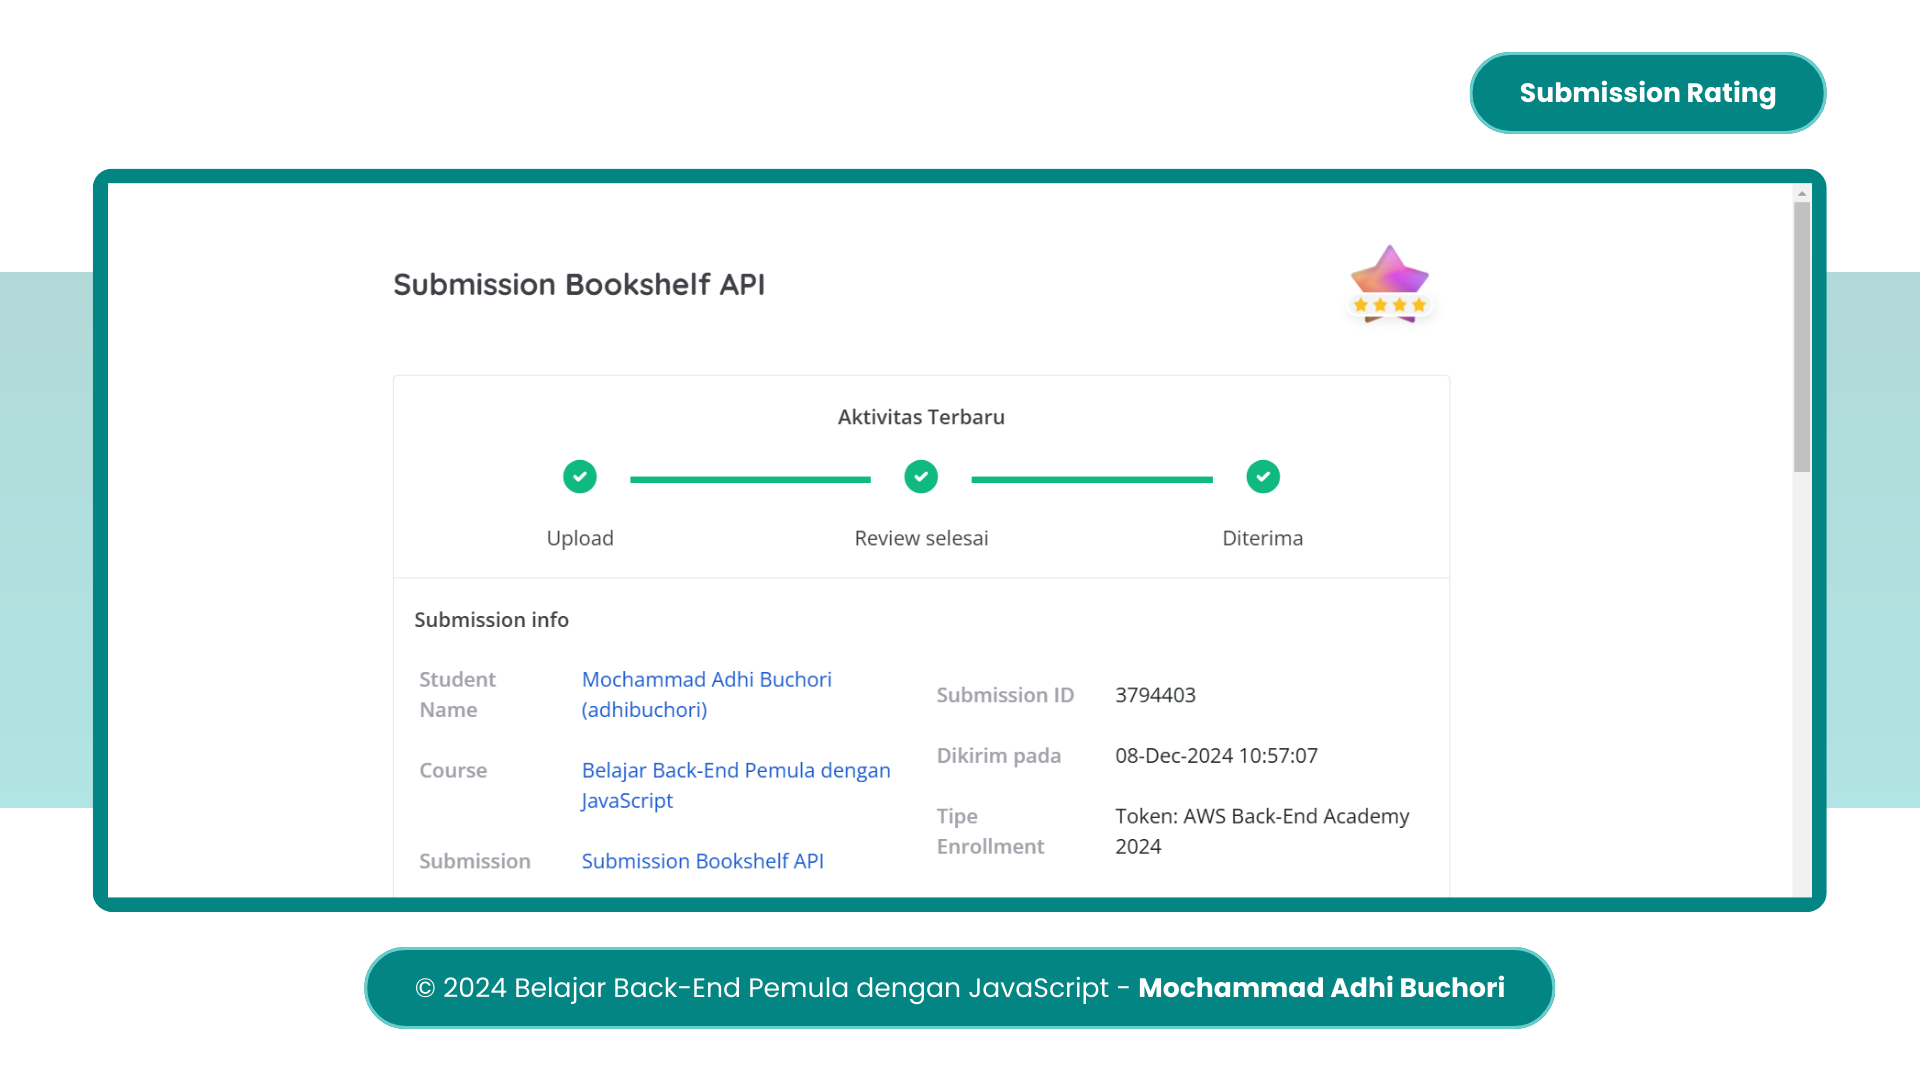 Submission Rating
Submission Bookshelf API
Aktivitas Terbaru
Upload
Review selesai
Diterima
Submission info
Student
Name
Mochammad Adhi Buchori
(adhibuchori)
Course
Belajar Back-End Pemula dengan
JavaScript
Submission
Submission Bookshelf API
Submission ID
3794403
Dikirim pada
08-Dec-2024 10:57:07
Tipe
Enrollment
Token: AWS Back-End Academy
2024
© 2024 Belajar Back-End Pemula dengan JavaScript - Mochammad Adhi Buchori